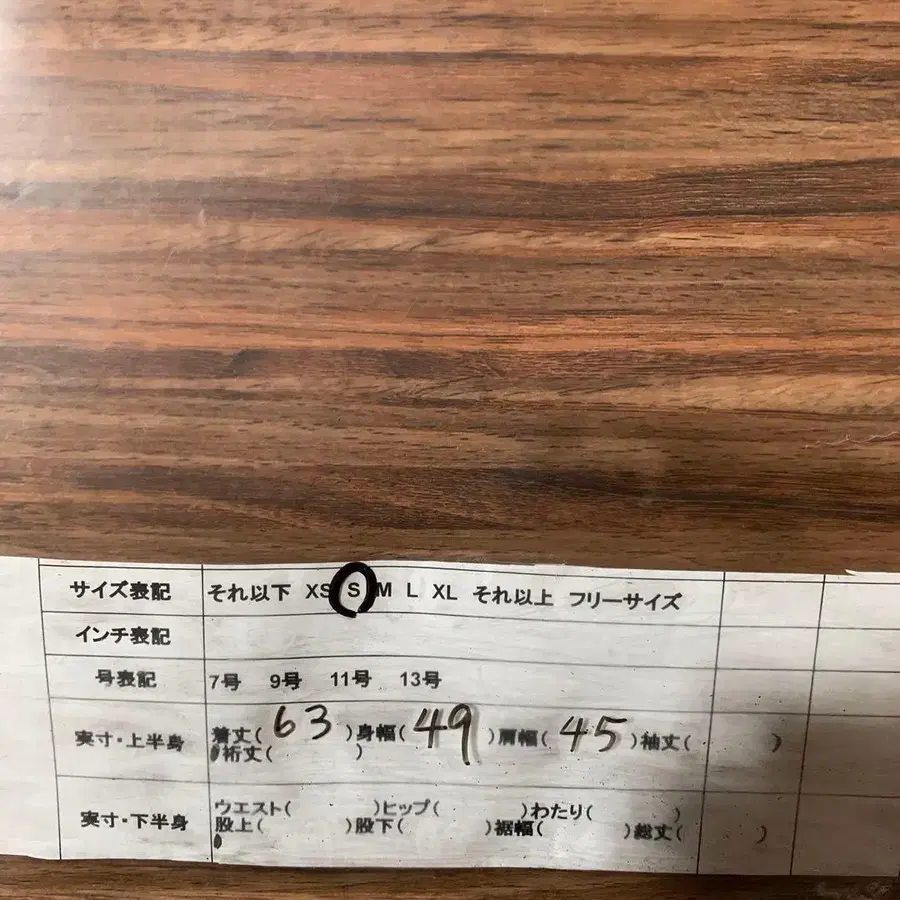 サイズ表記 それ以下 XS S M L XL それ以上 フリーサイズ
インチ表記
号表記 7号 9号 11号 13号
実寸・上半身 着丈( 63 )身幅( 49 )肩幅( 45 )袖丈( )
裄丈( )
実寸・下半身 ウエスト( )ヒップ( )わたり( )
股上( )股下( )裾幅( )総丈( )